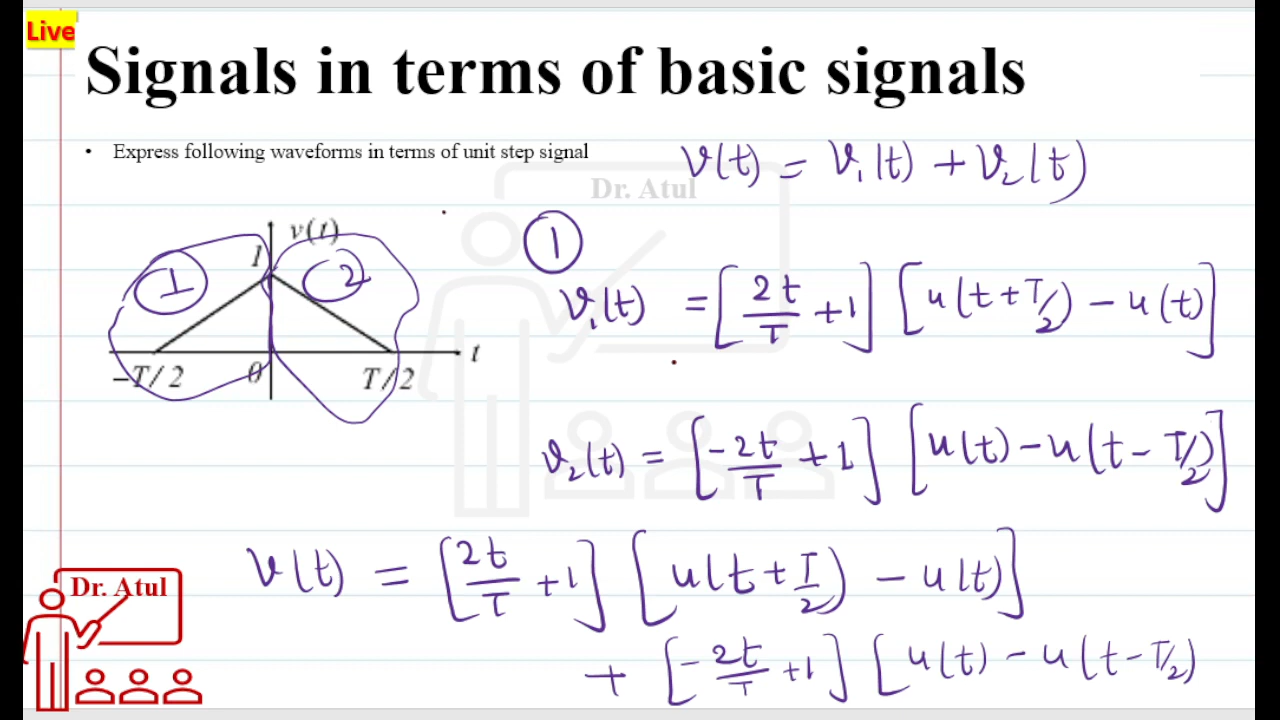 Live
Signals in terms of basic signals
• Express following waveforms in terms of unit step signal
v(t) = v₁(t) + v₂(t)
Dr. Atul
v(t)
1
1
2
-T/2
0
T/2
t
1
v₁(t) = [2t/T + 1] [u(t + T/2) - u(t)]
v₂(t) = [-2t/T + 1] [u(t) - u(t - T/2)]
v(t) = [2t/T + 1] [u(t + T/2) - u(t)]
+ [-2t/T + 1] [u(t) - u(t - T/2)
Dr. Atul